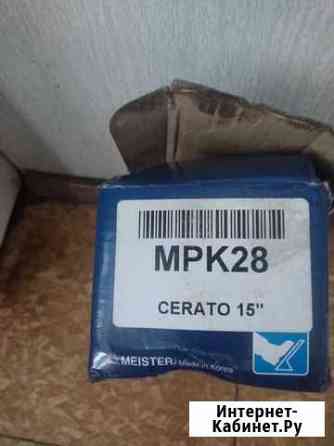 MPK28
CERATO 15"
MEISTER Made in Korea
Интернет-
Кабинет.Ру